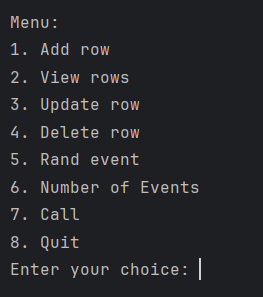 Menu:
1. Add row
2. View rows
3. Update row
4. Delete row
5. Rand event
6. Number of Events
7. Call
8. Quit
Enter your choice: